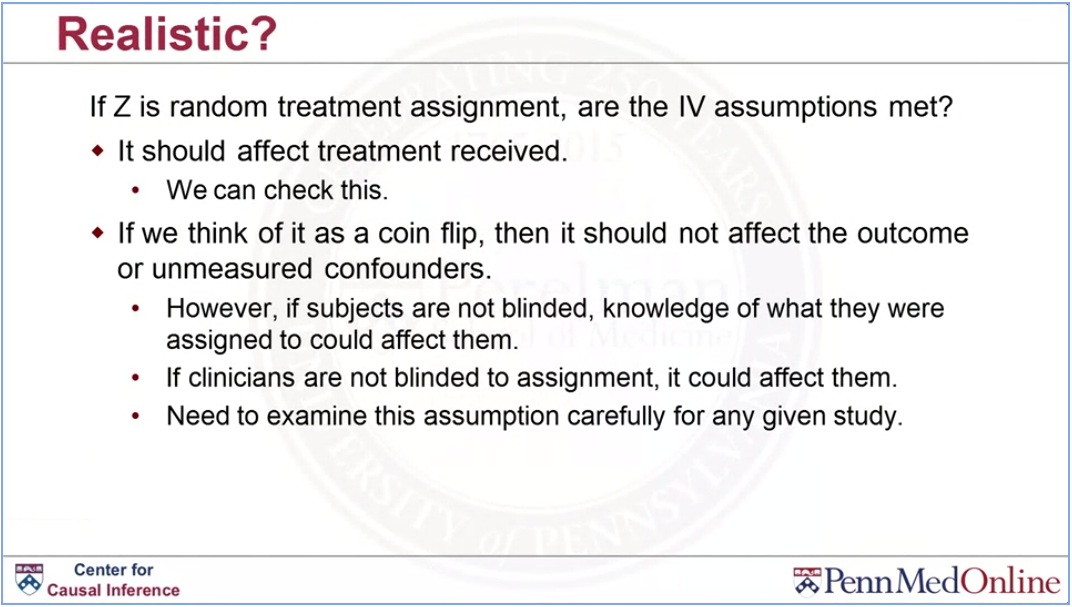 Realistic?
If Z is random treatment assignment, are the IV assumptions met?
◆ It should affect treatment received.
• We can check this.
◆ If we think of it as a coin flip, then it should not affect the outcome
or unmeasured confounders.
• However, if subjects are not blinded, knowledge of what they were
assigned to could affect them.
• If clinicians are not blinded to assignment, it could affect them.
• Need to examine this assumption carefully for any given study.
Center for
Causal Inference
PennMedOnline